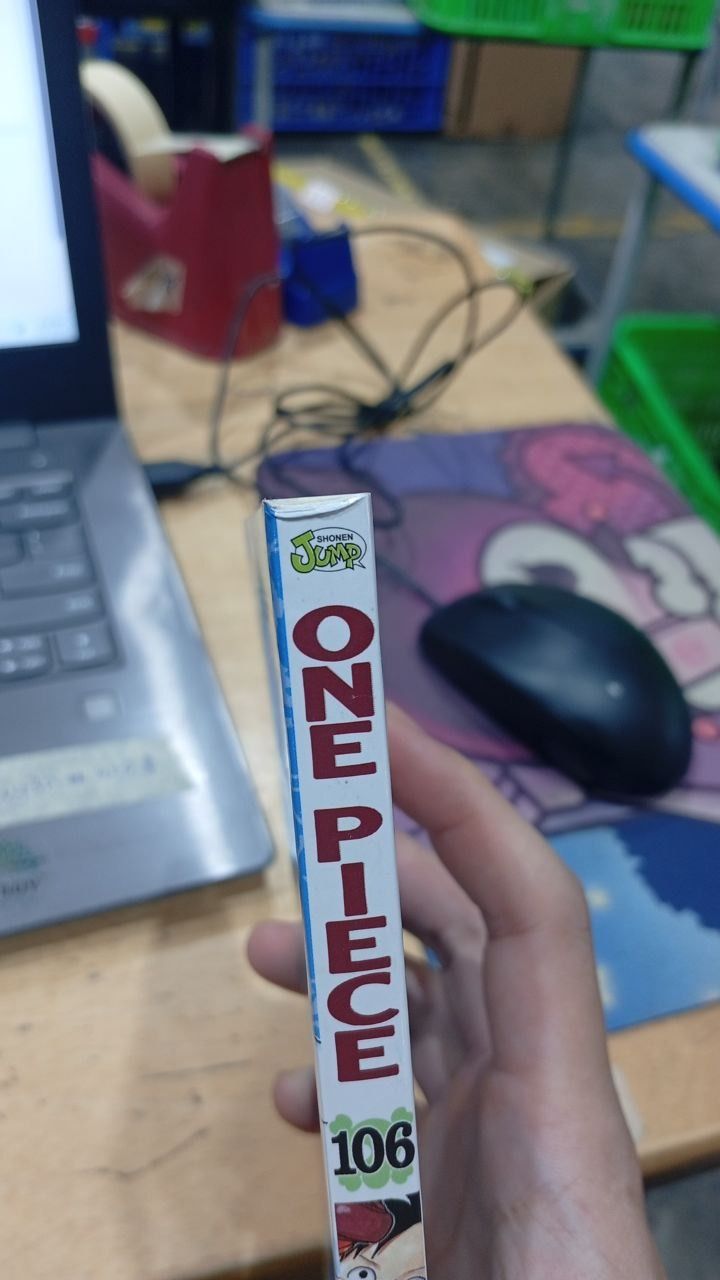 SHONEN
JUMP
ONE PIECE
106